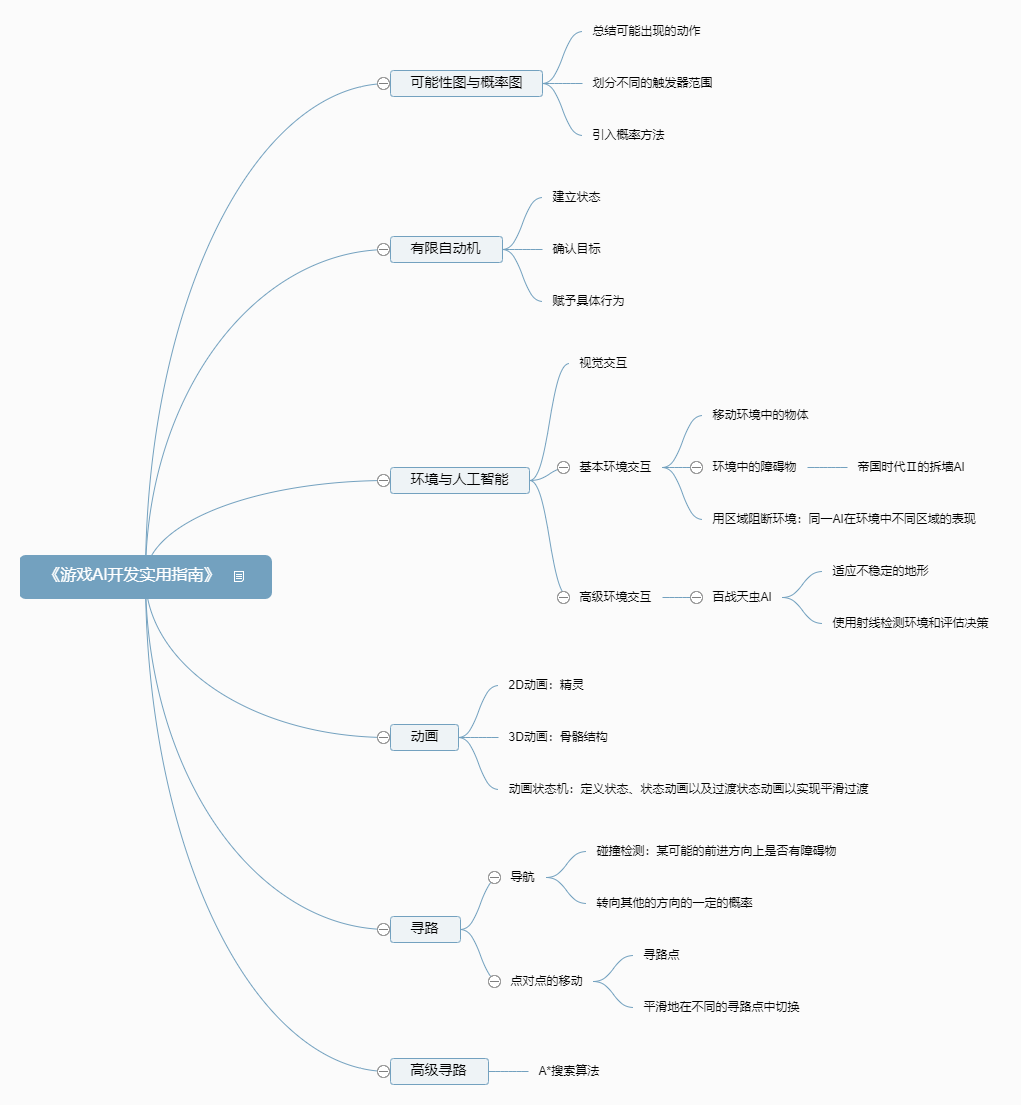 总结可能出现的动作
可能性图与概率图
划分不同的触发器范围
引入概率方法
建立状态
有限自动机
确认目标
赋予具体行为
视觉交互
移动环境中的物体
基本环境交互
环境中的障碍物
帝国时代Ⅱ的拆墙AI
环境与人工智能
用区域阻断环境：同一AI在环境中不同区域的表现
《游戏AI开发实用指南》
适应不稳定的地形
高级环境交互
百战天虫AI
使用射线检测环境和评估决策
2D动画：精灵
动画
3D动画：骨骼结构
动画状态机：定义状态、状态动画以及过渡状态动画以实现平滑过渡
碰撞检测：某可能的前进方向上是否有障碍物
导航
转向其他的方向的一定的概率
寻路
寻路点
点对点的移动
平滑地在不同的寻路点中切换
高级寻路
A*搜索算法